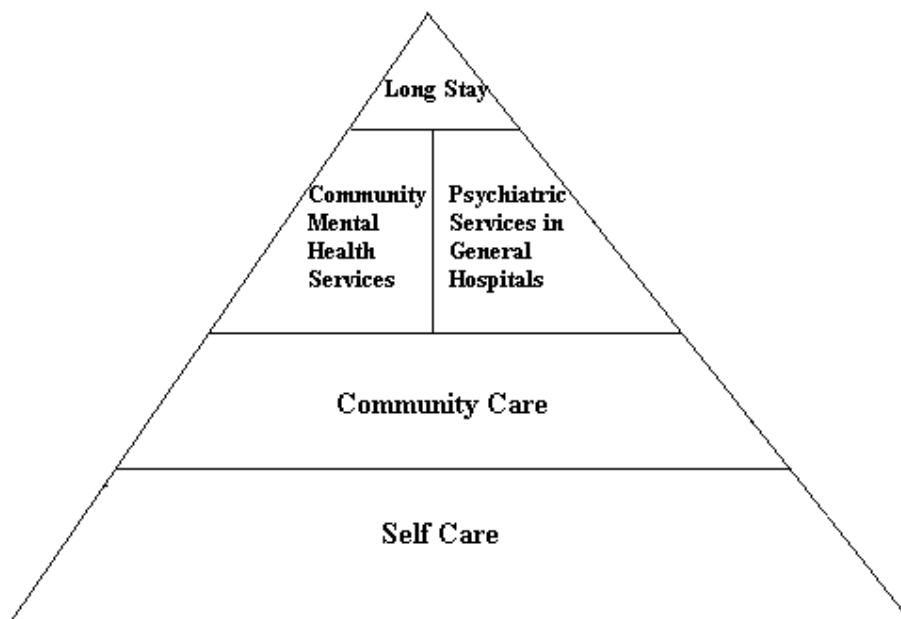 Long Stay
Community
Mental
Health
Services
Psychiatric
Services in
General
Hospitals
Community Care
Self Care